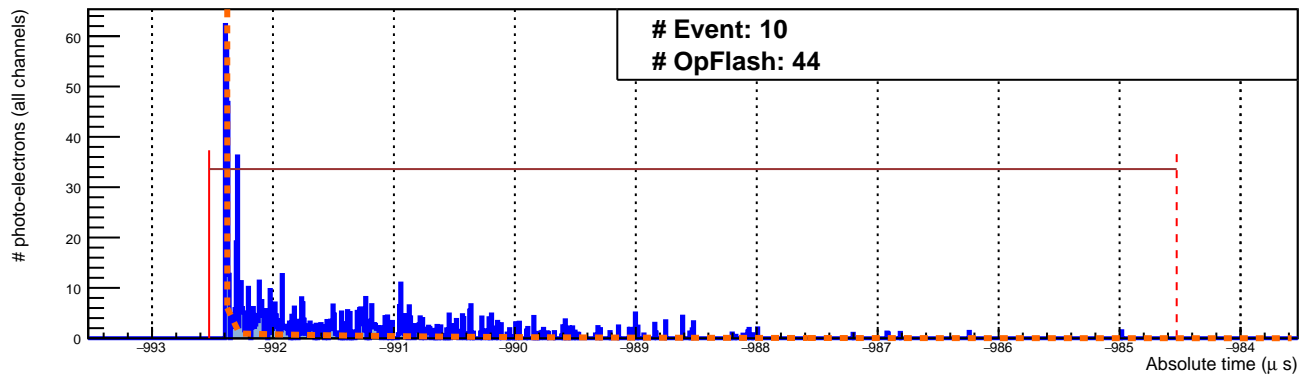 # Event: 10
# OpFlash: 44
# photo-electrons (all channels)
60
50
40
30
20
10
0
−993 −992 −991 −990 −989 −988 −987 −986 −985 −984
Absolute time (μ s)